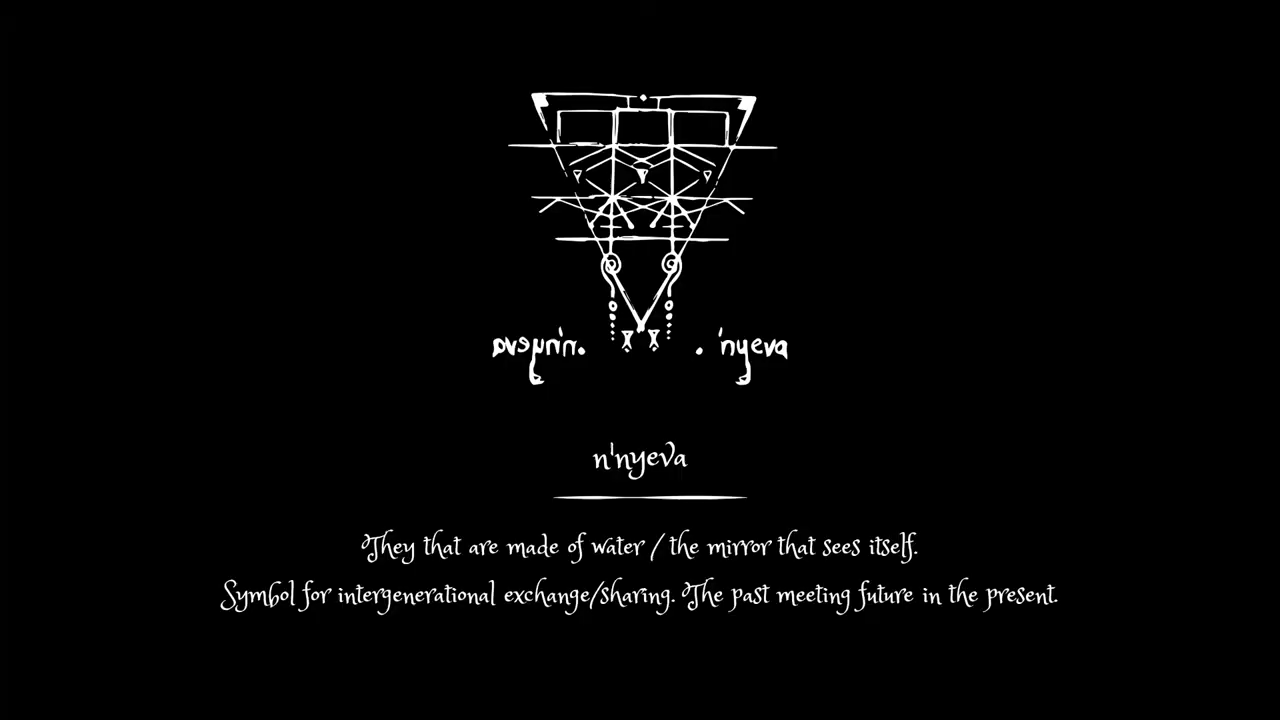 ɒvɘyn'n. . 'nyeva
n'nyeva
They that are made of water / the mirror that sees itself.
Symbol for intergenerational exchange/sharing. The past meeting future in the present.